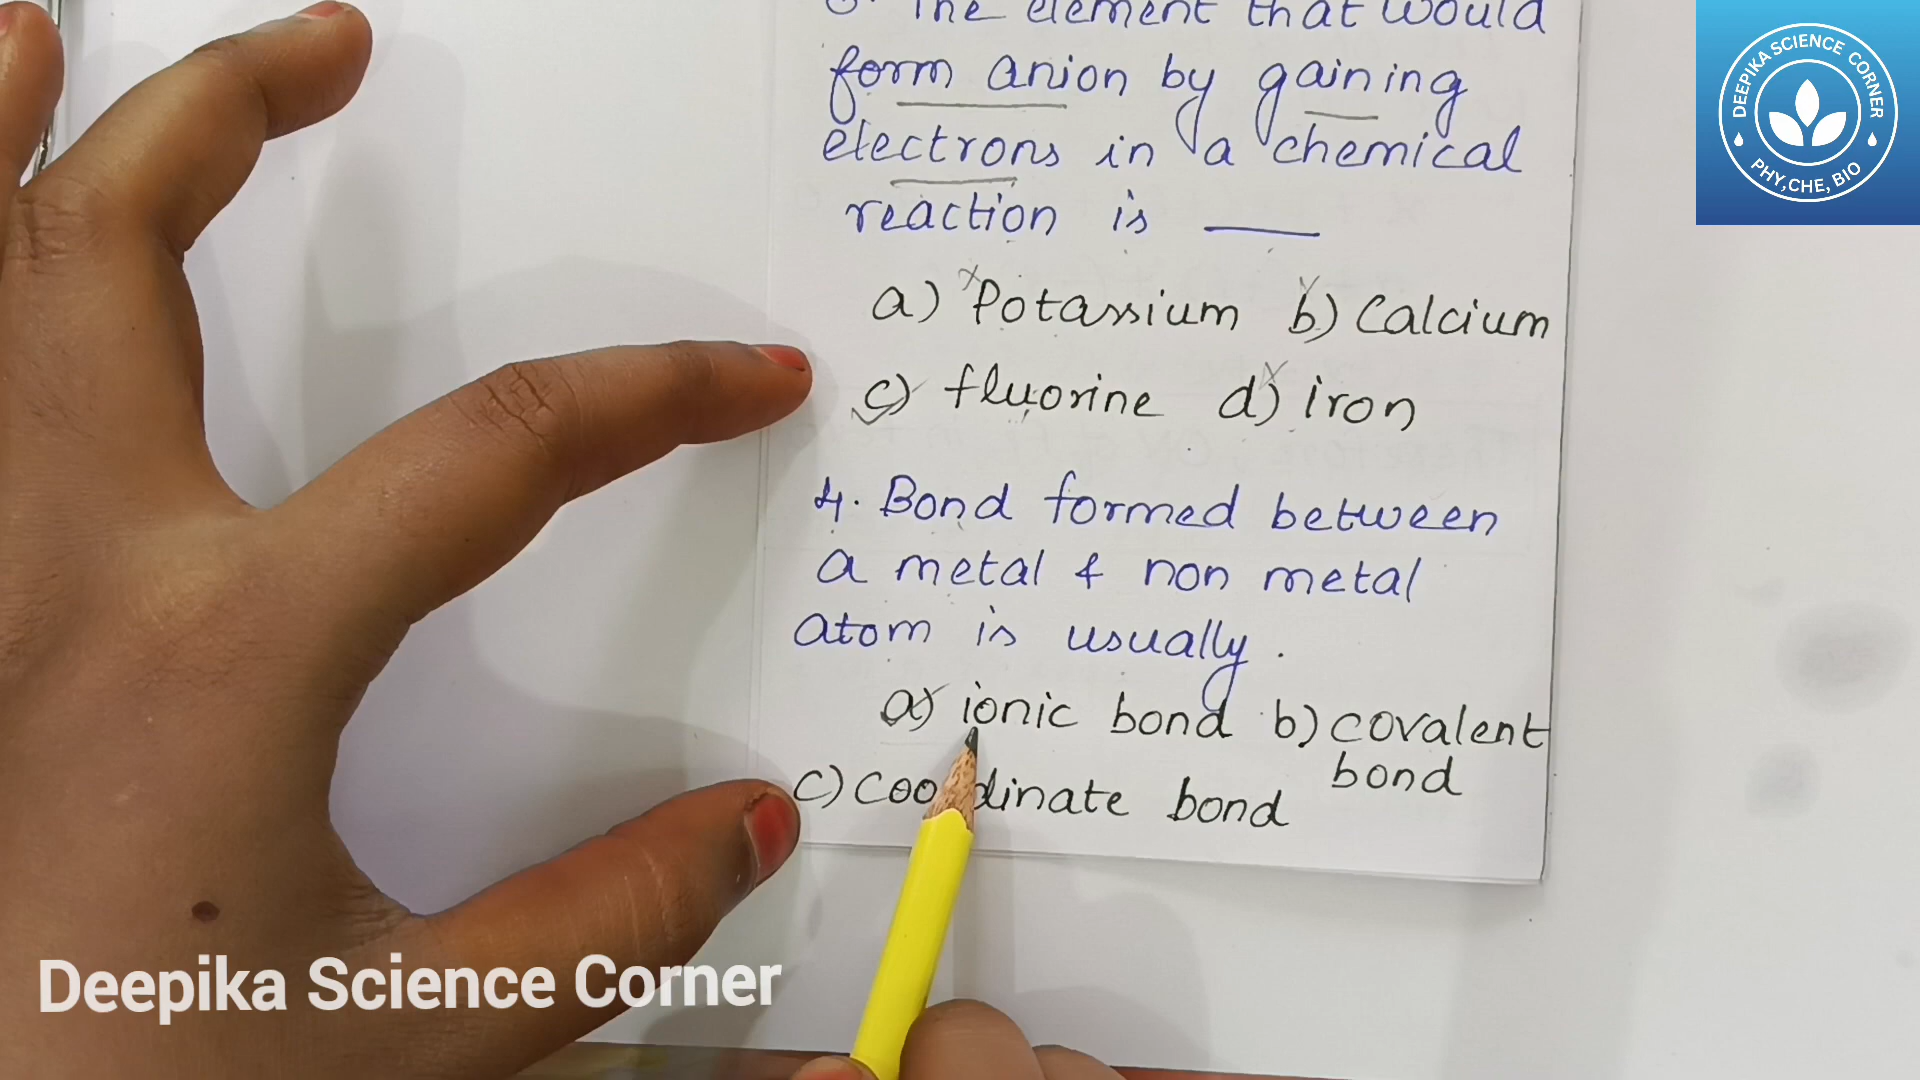 The element that would
form anion by gaining
electrons in a chemical
reaction is ____
a) Potassium b) Calcium
c) fluorine d) iron
4. Bond formed between
a metal & non metal
atom is usually.
a) ionic bond b) covalent
bond
c) coordinate bond
DEEPIKA SCIENCE CORNER
PHY, CHE, BIO
Deepika Science Corner